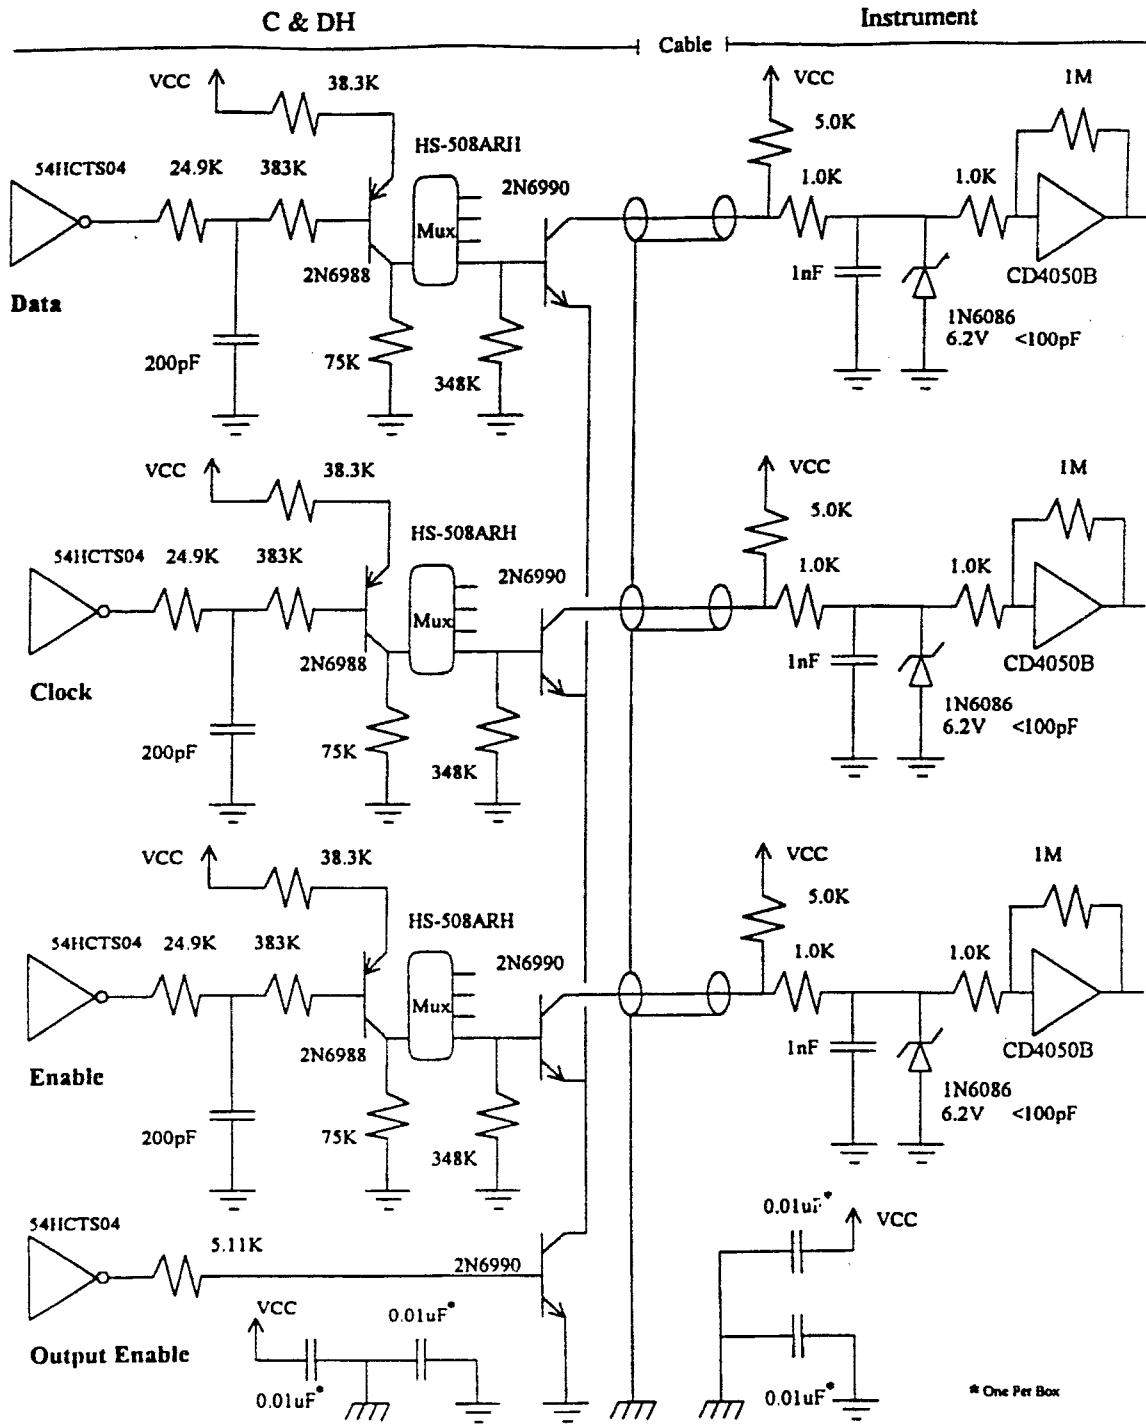 C & DH
Cable
Instrument
VCC
38.3K
54HCTS04
24.9K
383K
HS-508ARH
Mux
2N6990
2N6988
Data
200pF
75K
348K
VCC
5.0K
1M
1.0K
1.0K
1nF
CD4050B
1N6086
6.2V <100pF
VCC
38.3K
54HCTS04
24.9K
383K
HS-508ARH
Mux
2N6990
2N6988
Clock
200pF
75K
348K
VCC
5.0K
1M
1.0K
1.0K
1nF
CD4050B
1N6086
6.2V <100pF
VCC
38.3K
54HCTS04
24.9K
383K
HS-508ARH
Mux
2N6990
2N6988
Enable
200pF
75K
348K
VCC
5.0K
1M
1.0K
1.0K
1nF
CD4050B
1N6086
6.2V <100pF
54HCTS04
5.11K
2N6990
Output Enable
VCC
0.01uF*
0.01uF*
0.01uF*
VCC
0.01uF*
* One Per Box